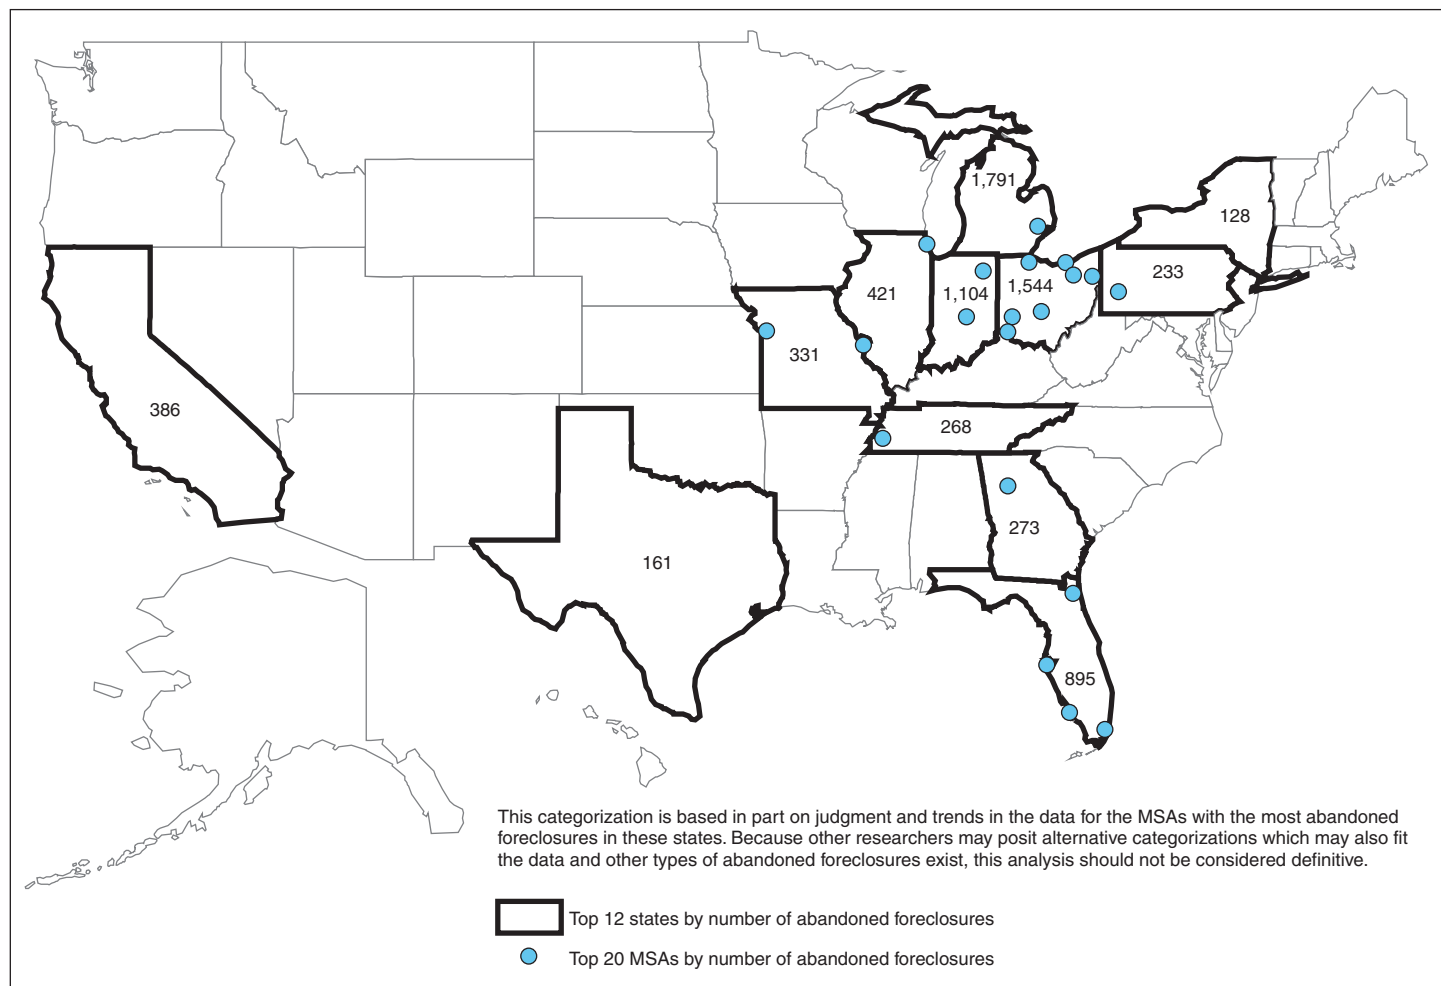 1,791
128
233
421
1,104
1,544
331
386
268
273
161
895
This categorization is based in part on judgment and trends in the data for the MSAs with the most abandoned
foreclosures in these states. Because other researchers may posit alternative categorizations which may also fit
the data and other types of abandoned foreclosures exist, this analysis should not be considered definitive.
Top 12 states by number of abandoned foreclosures
Top 20 MSAs by number of abandoned foreclosures